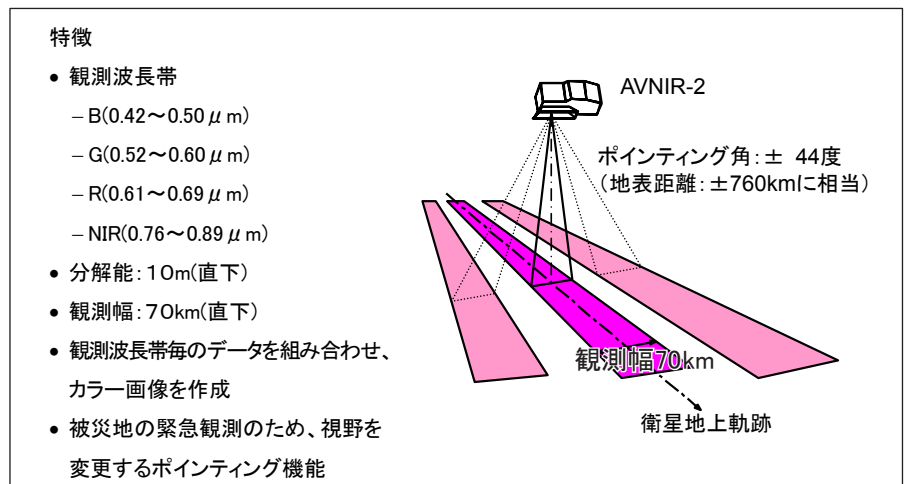 特徴
• 観測波長帯
– B(0.42～0.50μm)
– G(0.52～0.60μm)
– R(0.61～0.69μm)
– NIR(0.76～0.89μm)
• 分解能：10m(直下)
• 観測幅：70km(直下)
• 観測波長帯毎のデータを組み合わせ、
カラー画像を作成
• 被災地の緊急観測のため、視野を
変更するポインティング機能
AVNIR-2
ポインティング角：± 44度
（地表距離：±760kmに相当）
観測幅70km
衛星地上軌跡